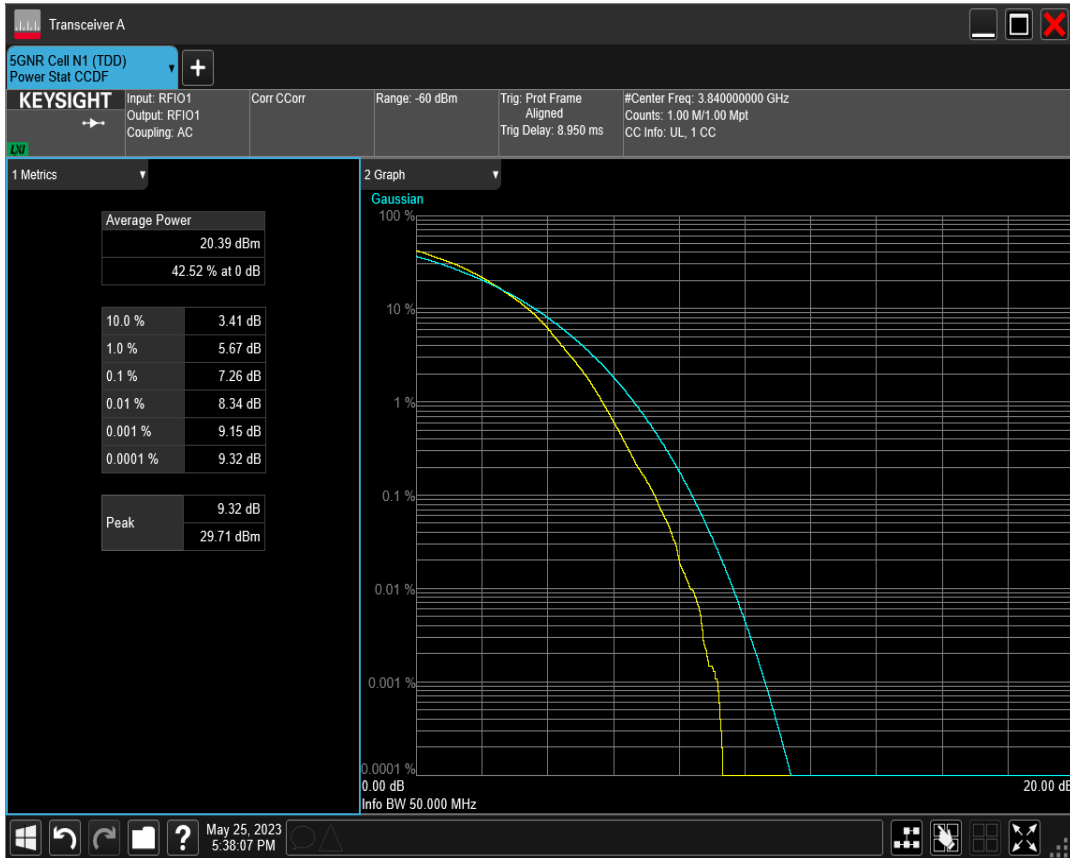 Transceiver A
5GNR Cell N1 (TDD)
Power Stat CCDF
+
KEYSIGHT
LXI
Input: RFIO1
Output: RFIO1
Coupling: AC
Corr CCorr
Range: -60 dBm
Trig: Prot Frame
Aligned
Trig Delay: 8.950 ms
#Center Freq: 3.840000000 GHz
Counts: 1.00 M/1.00 Mpt
CC Info: UL, 1 CC
1 Metrics
Average Power
20.39 dBm
42.52 % at 0 dB
10.0 % 3.41 dB
1.0 % 5.67 dB
0.1 % 7.26 dB
0.01 % 8.34 dB
0.001 % 9.15 dB
0.0001 % 9.32 dB
Peak
9.32 dB
29.71 dBm
2 Graph
Gaussian
100 %
10 %
1 %
0.1 %
0.01 %
0.001 %
0.0001 %
0.00 dB 20.00 dB
Info BW 50.000 MHz
?
May 25, 2023
5:38:07 PM